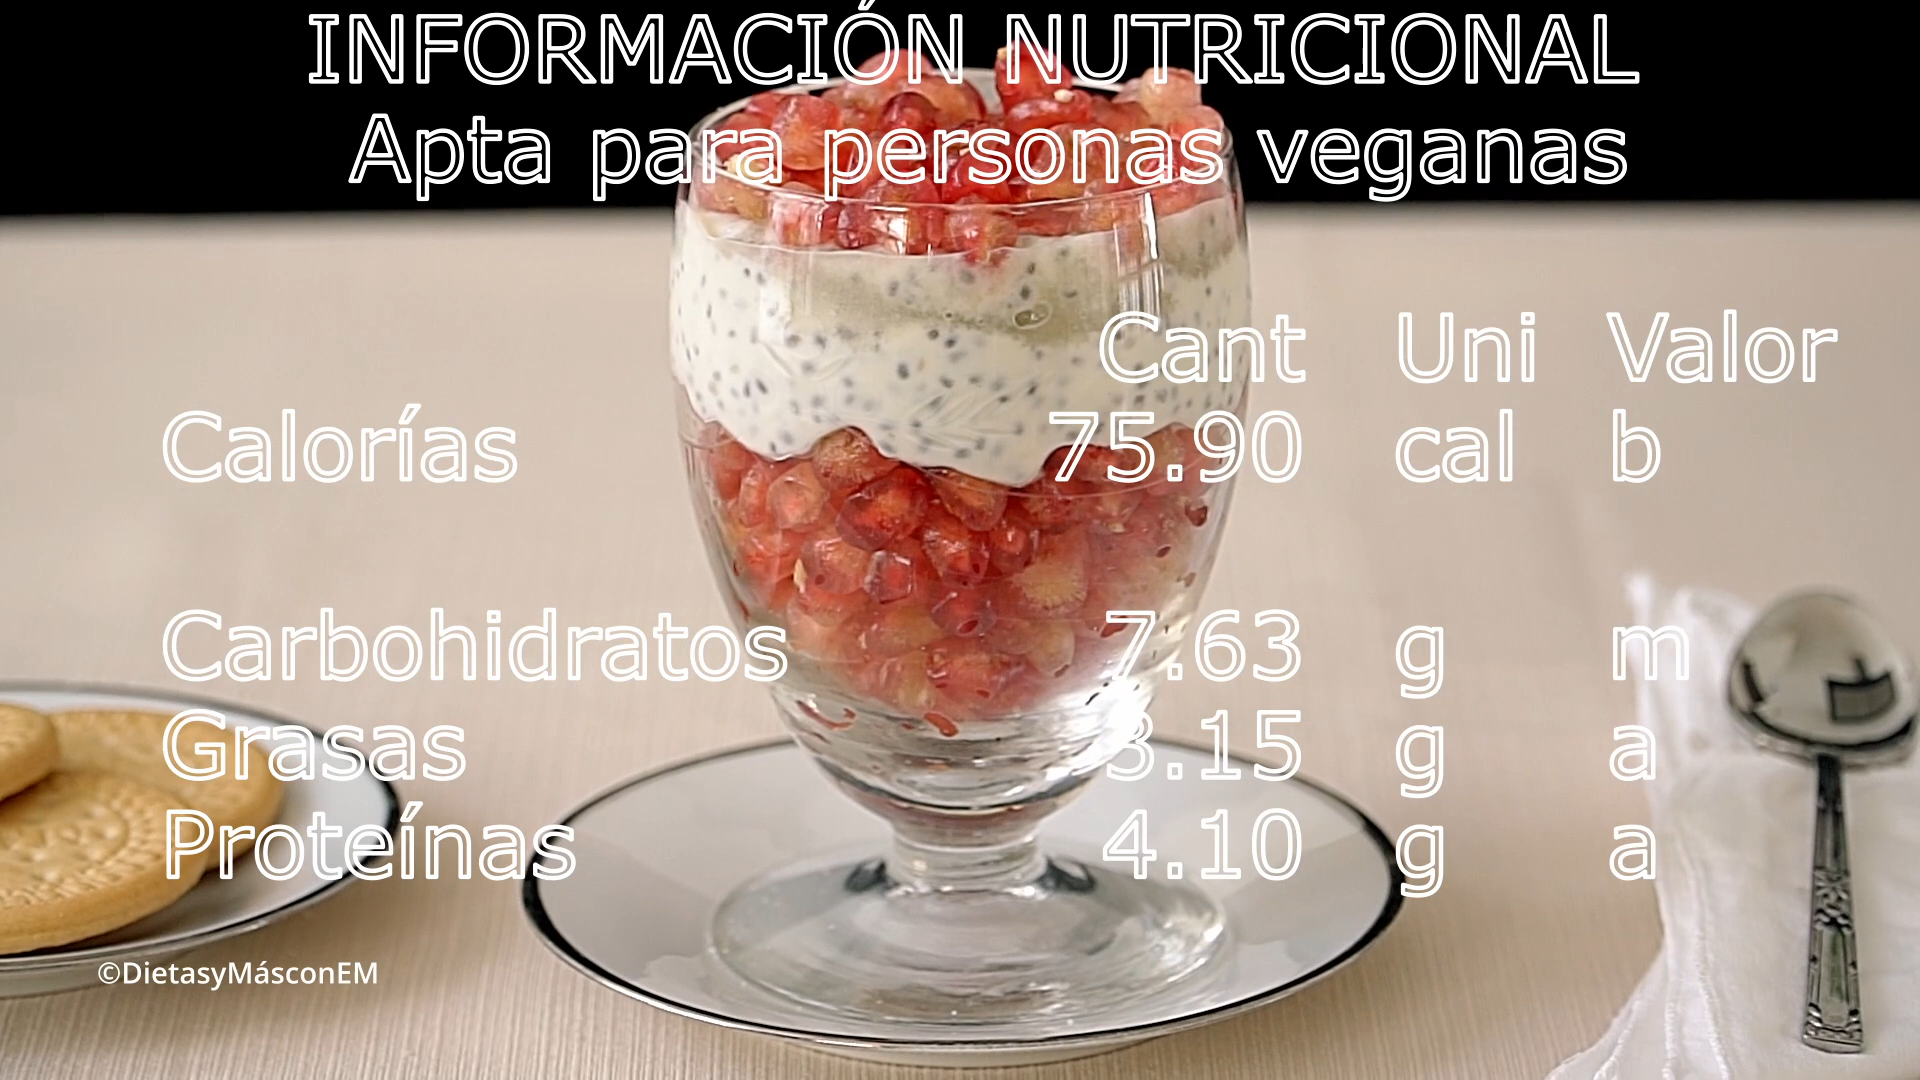 INFORMACIÓN NUTRICIONAL
Apta para personas veganas
Cant Uni Valor
Calorías 75.90 cal b
Carbohidratos 7.63 g m
Grasas 3.15 g a
Proteínas 4.10 g a
©DietasyMásconEM